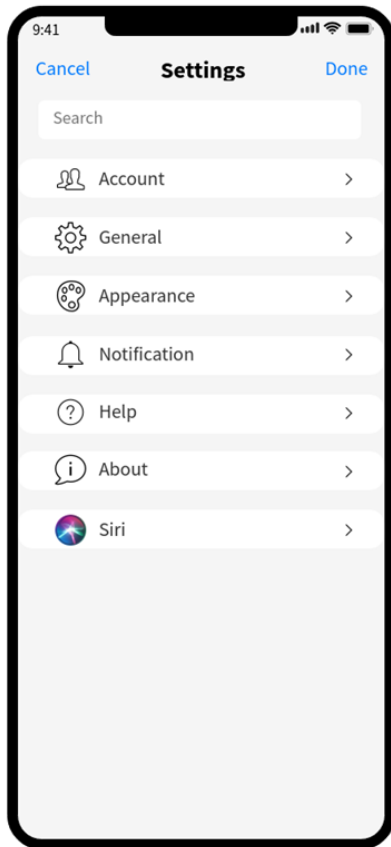 9:41
Cancel Settings Done
Search
Account
General
Appearance
Notification
Help
About
Siri